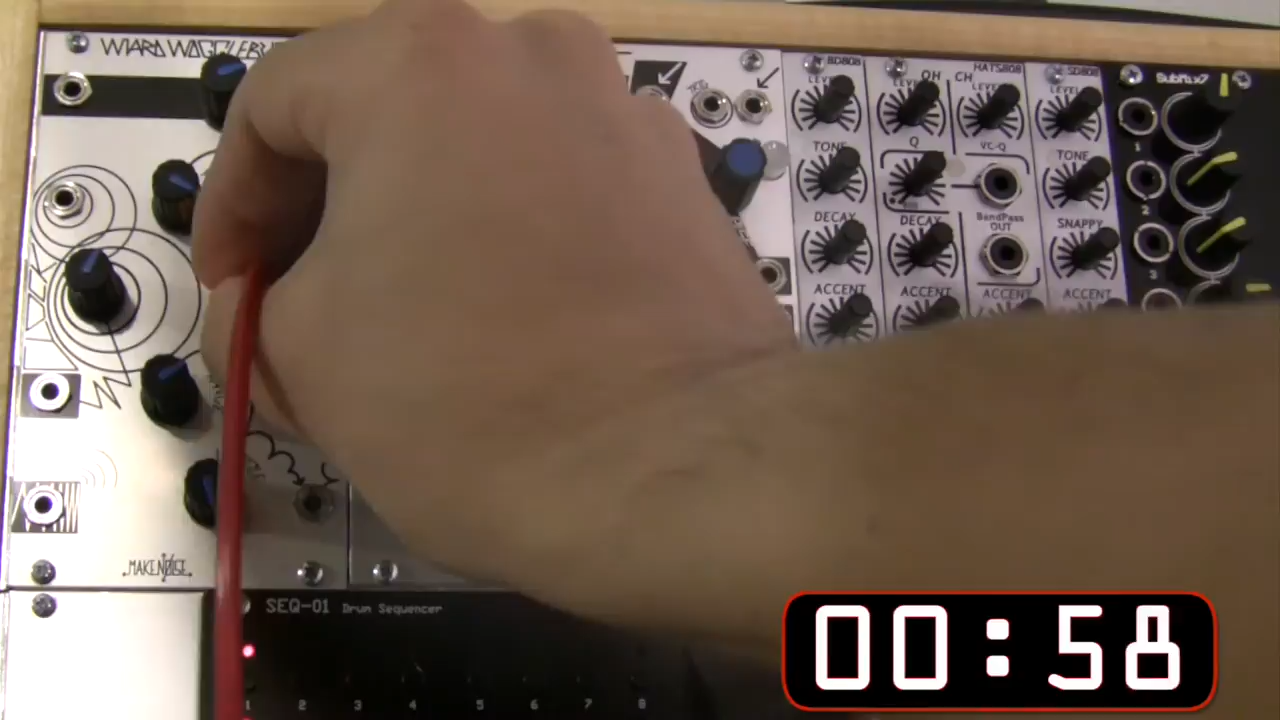 WIARD WOGGLEBUG
BD808
HATS808
SD808
SubMix7
LEVEL
LEVEL
OH
CH
LEVEL
LEVEL
TONE
Q
VC-Q
TONE
1
2
3
DECAY
DECAY
BandPass
OUT
SNAPPY
ACCENT
ACCENT
ACCENT
ACCENT
MAKENOISE
SEQ-01 Drum Sequencer
1 2 3 4 5 6 7 8
00:58